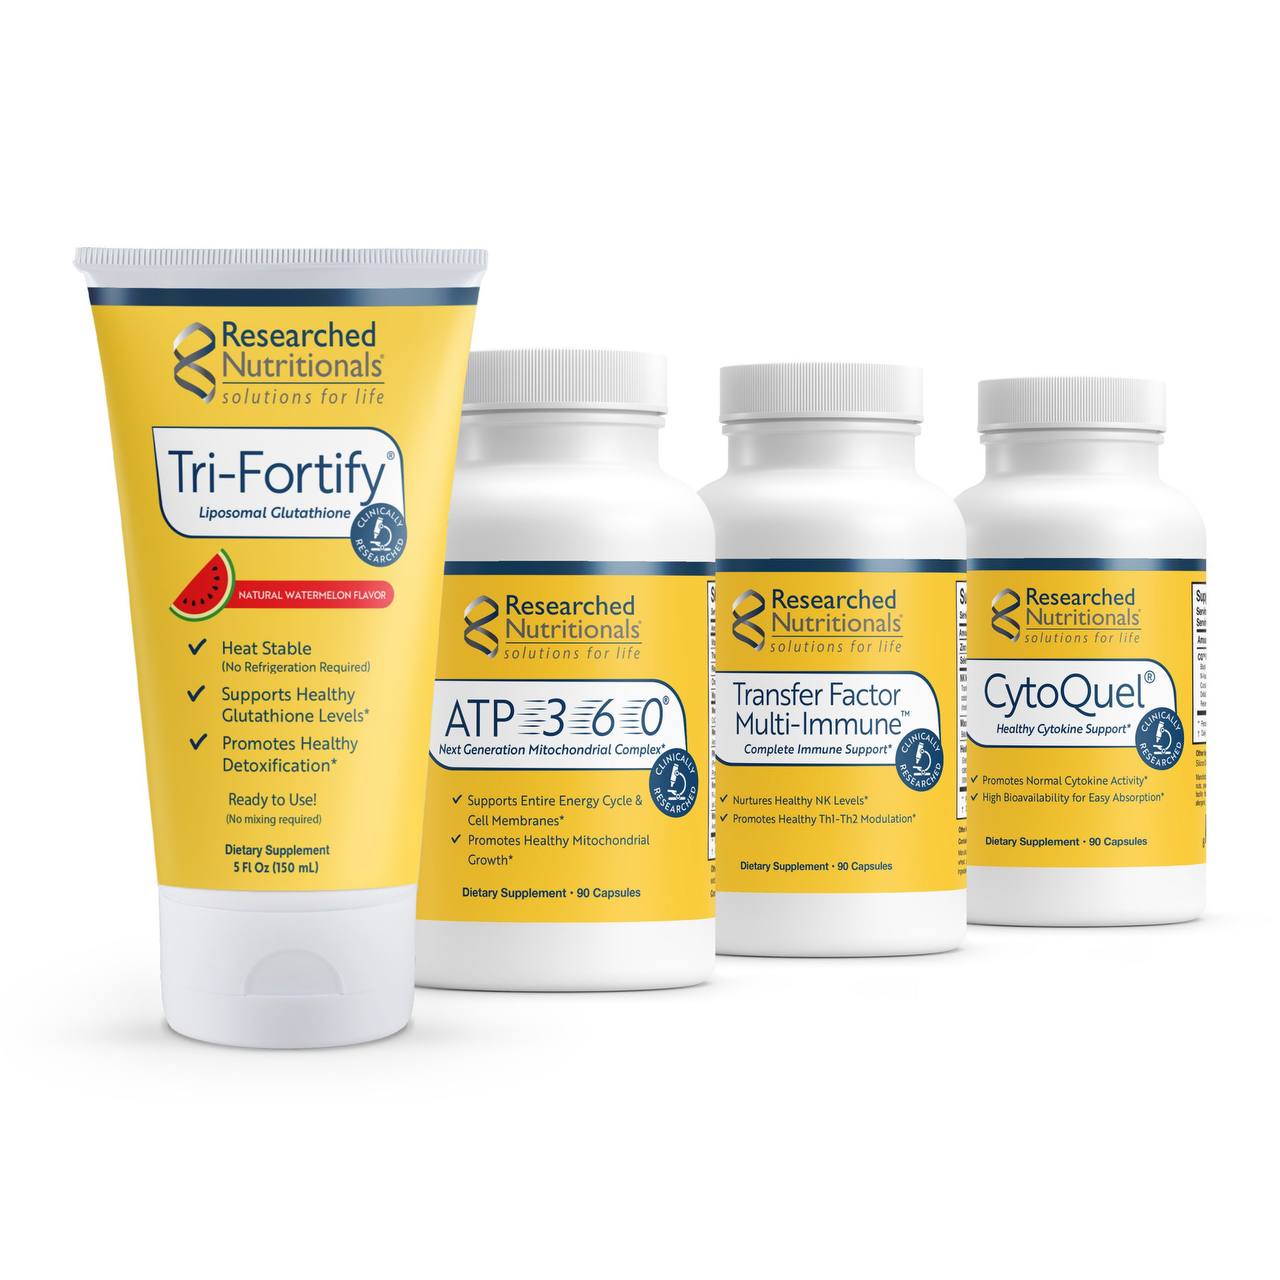 Researched
Nutritionals®
solutions for life
Tri-Fortify®
Liposomal Glutathione
CLINICALLY
RESEARCHED
NATURAL WATERMELON FLAVOR
Heat Stable
(No Refrigeration Required)
Supports Healthy
Glutathione Levels*
Promotes Healthy
Detoxification*
Ready to Use!
(No mixing required)
Dietary Supplement
5 Fl Oz (150 mL)
Researched
Nutritionals®
solutions for life
ATP 360®
Next Generation Mitochondrial Complex*
CLINICALLY
RESEARCHED
Supports Entire Energy Cycle &
Cell Membranes*
Promotes Healthy Mitochondrial
Growth*
Dietary Supplement • 90 Capsules
Researched
Nutritionals®
solutions for life
Transfer Factor
Multi-Immune™
Complete Immune Support*
CLINICALLY
RESEARCHED
Nurtures Healthy NK Levels*
Promotes Healthy Th1-Th2 Modulation*
Dietary Supplement • 90 Capsules
Researched
Nutritionals®
solutions for life
CytoQuel®
Healthy Cytokine Support*
CLINICALLY
RESEARCHED
Promotes Normal Cytokine Activity*
High Bioavailability for Easy Absorption*
Dietary Supplement • 90 Capsules